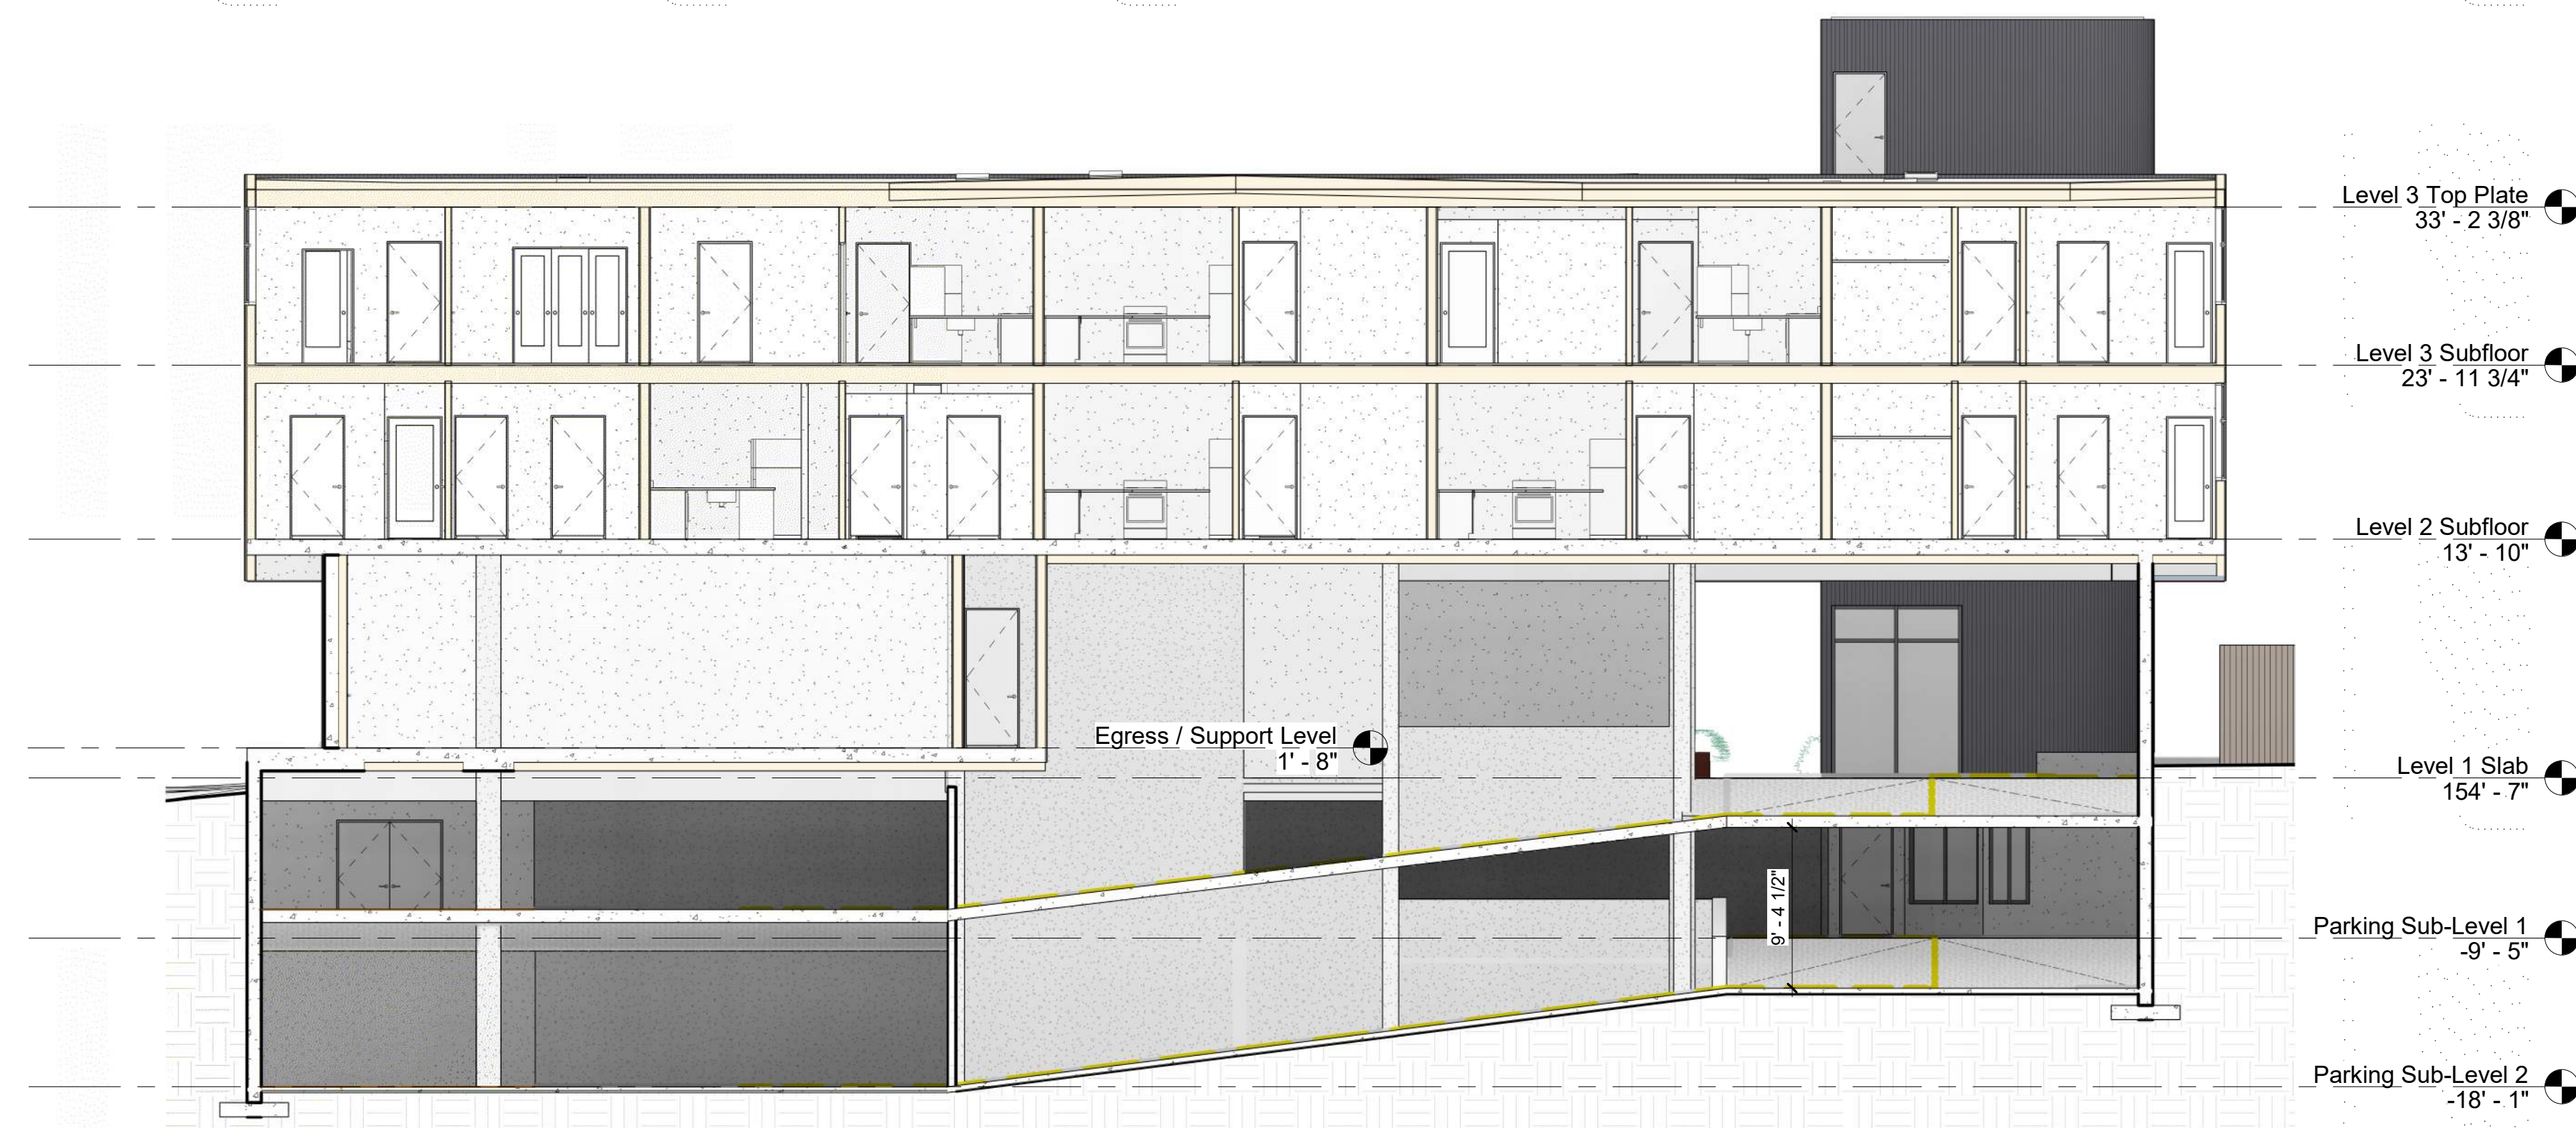 Level 3 Top Plate
33' - 2 3/8"
Level 3 Subfloor
23' - 11 3/4"
Level 2 Subfloor
13' - 10"
Egress / Support Level
1' - 8"
Level 1 Slab
154' - 7"
9' - 4 1/2"
Parking Sub-Level 1
-9' - 5"
Parking Sub-Level 2
-18' - 1"